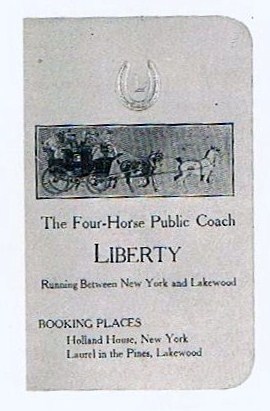 The Four-Horse Public Coach
LIBERTY
Running Between New York and Lakewood
BOOKING PLACES
Holland House, New York
Laurel in the Pines, Lakewood